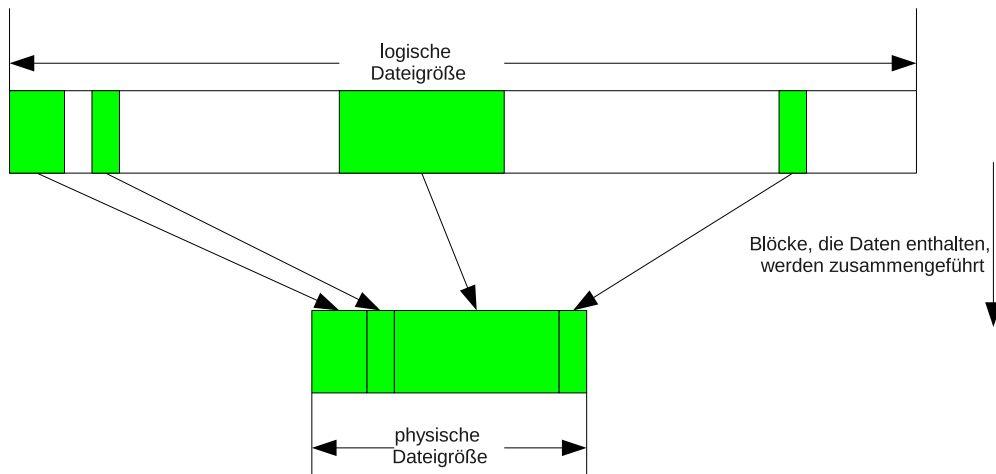 logische
Dateigröße
Blöcke, die Daten enthalten,
werden zusammengeführt
physische
Dateigröße